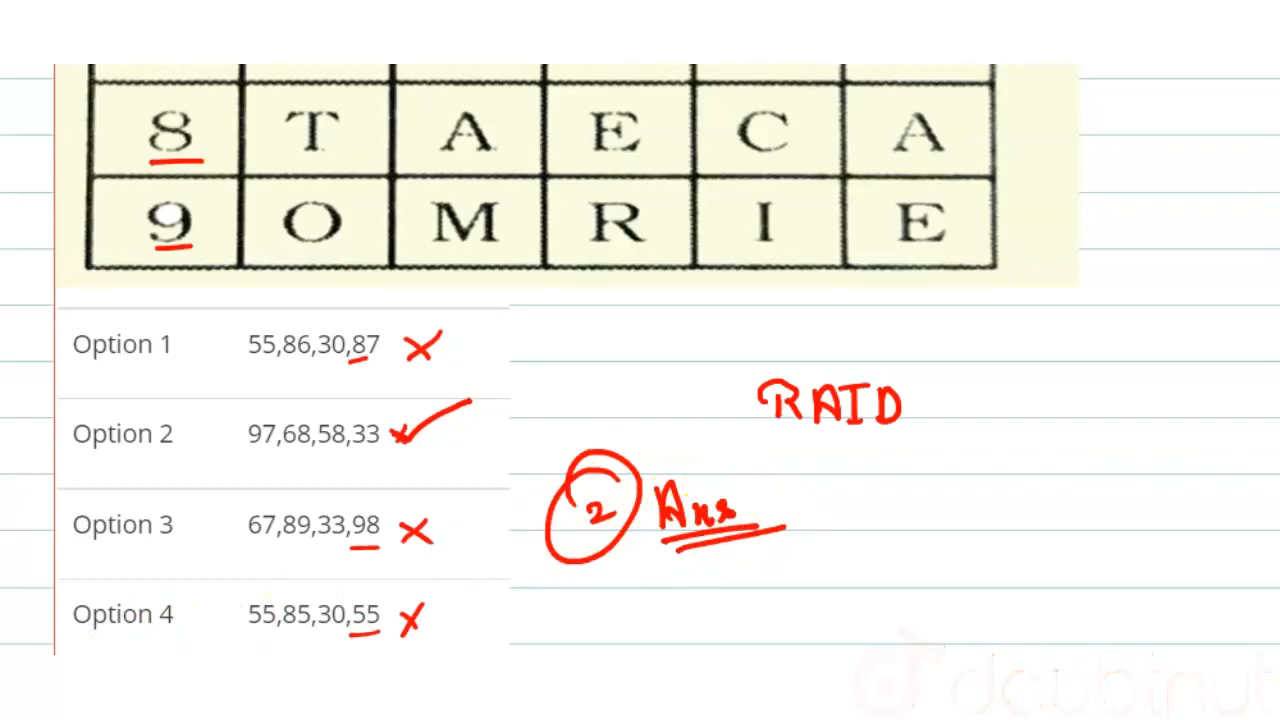 8 T A E C A
9 O M R I E
Option 1 55,86,30,87
Option 2 97,68,58,33
Option 3 67,89,33,98
Option 4 55,85,30,55
RAID
2 Ans
doubtnut